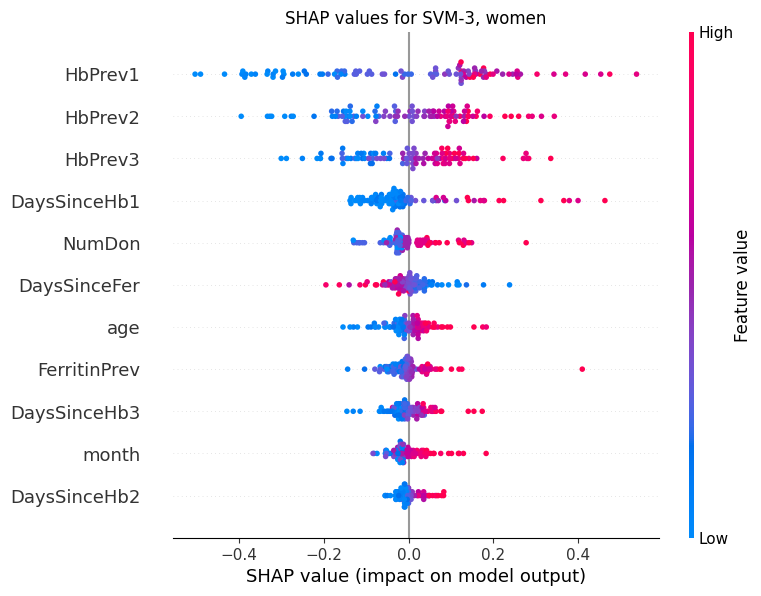 SHAP values for SVM-3, women
High
HbPrev1
HbPrev2
HbPrev3
DaysSinceHb1
NumDon
DaysSinceFer
age
FerritinPrev
DaysSinceHb3
month
DaysSinceHb2
Feature value
Low
−0.4 −0.2 0.0 0.2 0.4
SHAP value (impact on model output)